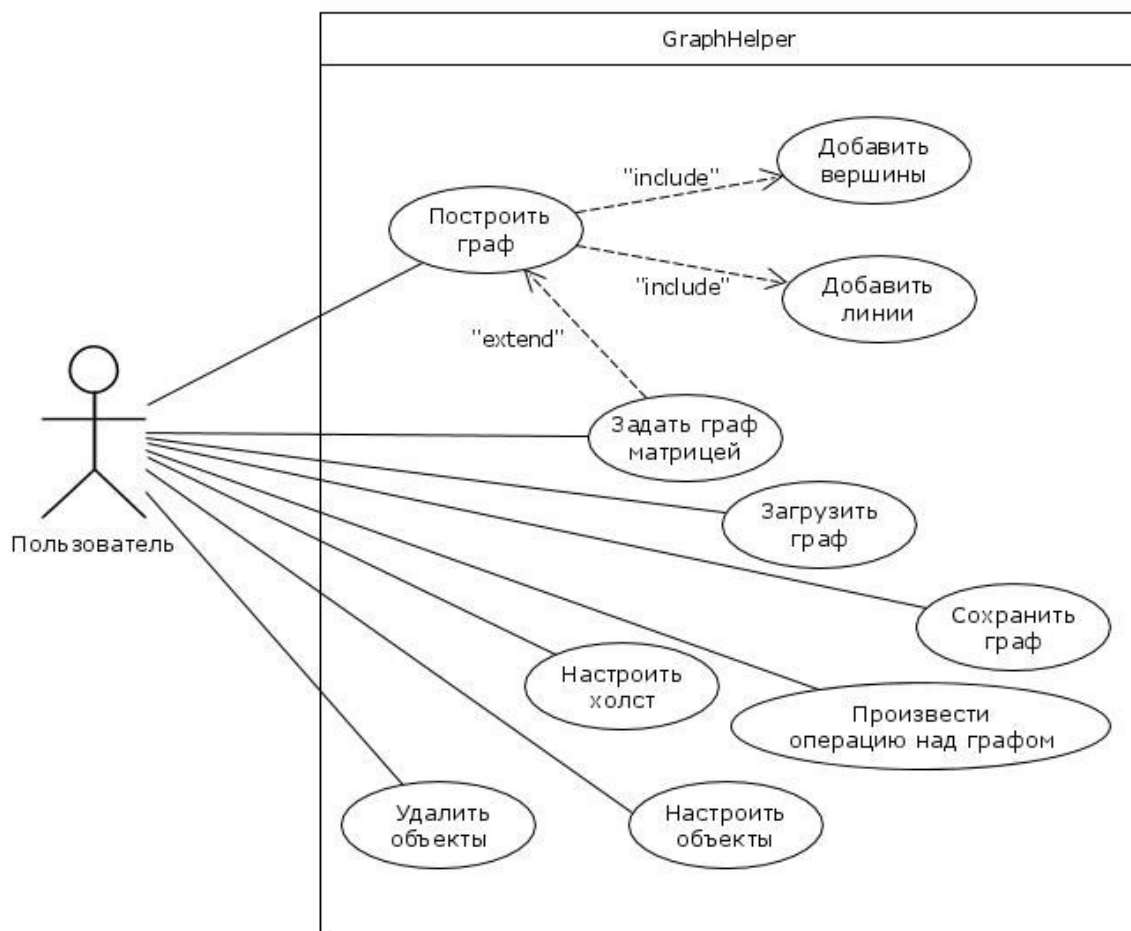 GraphHelper
Добавить
вершины
"include"
Построить
граф
"include"
Добавить
линии
"extend"
Задать граф
матрицей
Загрузить
граф
Пользователь
Сохранить
граф
Настроить
холст
Произвести
операцию над графом
Удалить
объекты
Настроить
объекты